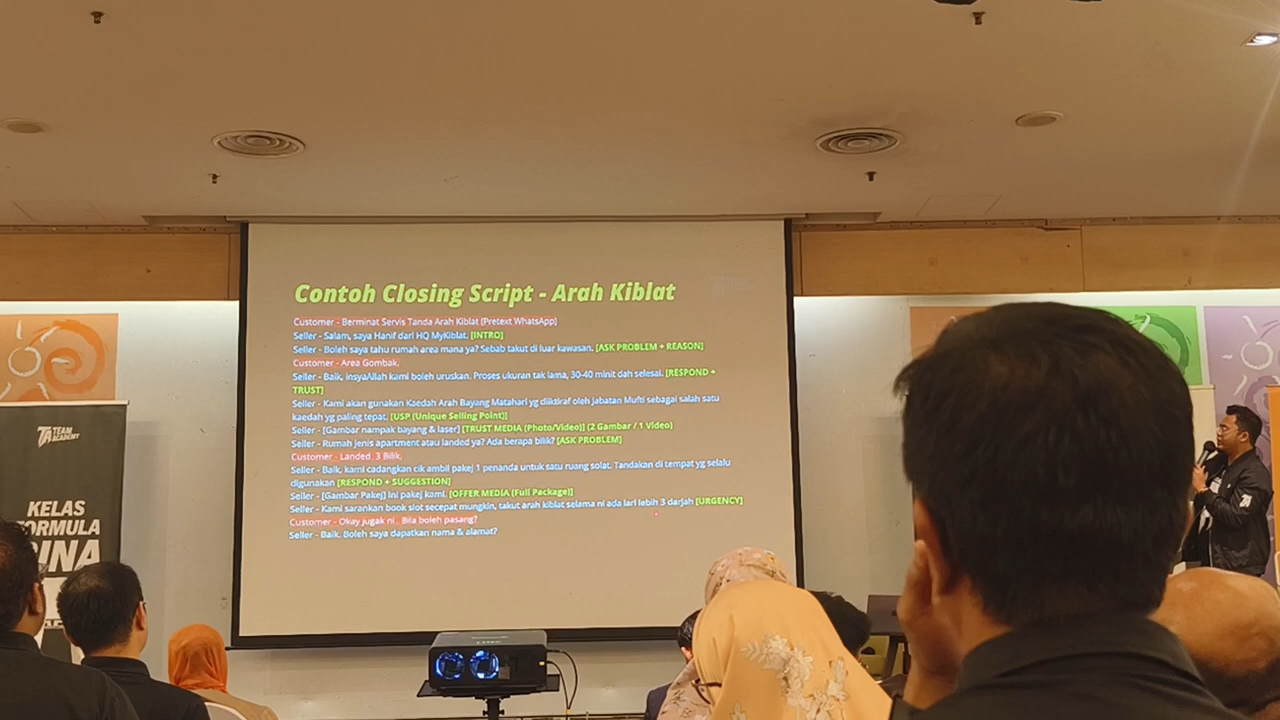 Contoh Closing Script - Arah Kiblat
Customer - Berminat Servis Tanda Arah Kiblat (Pretext WhatsApp)
Seller - Salam, saya Hanif dari HQ MyKiblat. [INTRO]
Seller - Boleh saya tahu rumah area mana ya? Sebab takut di luar kawasan. [ASK PROBLEM + REASON]
Customer - Area Gombak.
Seller - Baik, insyaAllah kami boleh uruskan. Proses ukuran tak lama, 30-40 minit dah selesai. [RESPOND +
TRUST]
Seller - Kami akan gunakan Kaedah Arah Bayang Matahari yg diiktiraf oleh Jabatan Mufti sebagai salah satu
kaedah yg paling tepat. [USP (Unique Selling Point)]
Seller - [Gambar nampak bayang & laser] [TRUST MEDIA (Photo/Video)] (2 Gambar / 1 Video)
Seller - Rumah jenis apartment atau landed ya? Ada berapa bilik? [ASK PROBLEM]
Customer - Landed. 3 Bilik.
Seller - Baik, kami cadangkan cik ambil pakej 1 penanda untuk satu ruang solat. Tandakan di tempat yg selalu
digunakan [RESPOND + SUGGESTION]
Seller - [Gambar Pakej] Ini pakej kami. [OFFER MEDIA (Full Package)]
Seller - Kami sarankan book slot secepat mungkin, takut arah kiblat selama ni ada lari lebih 3 darjah [URGENCY]
Customer - Okay jugak ni.. Bila boleh pasang?
Seller - Baik. Boleh saya dapatkan nama & alamat?
TA TEAM
ACADEMY
KELAS
FORMULA
BINA